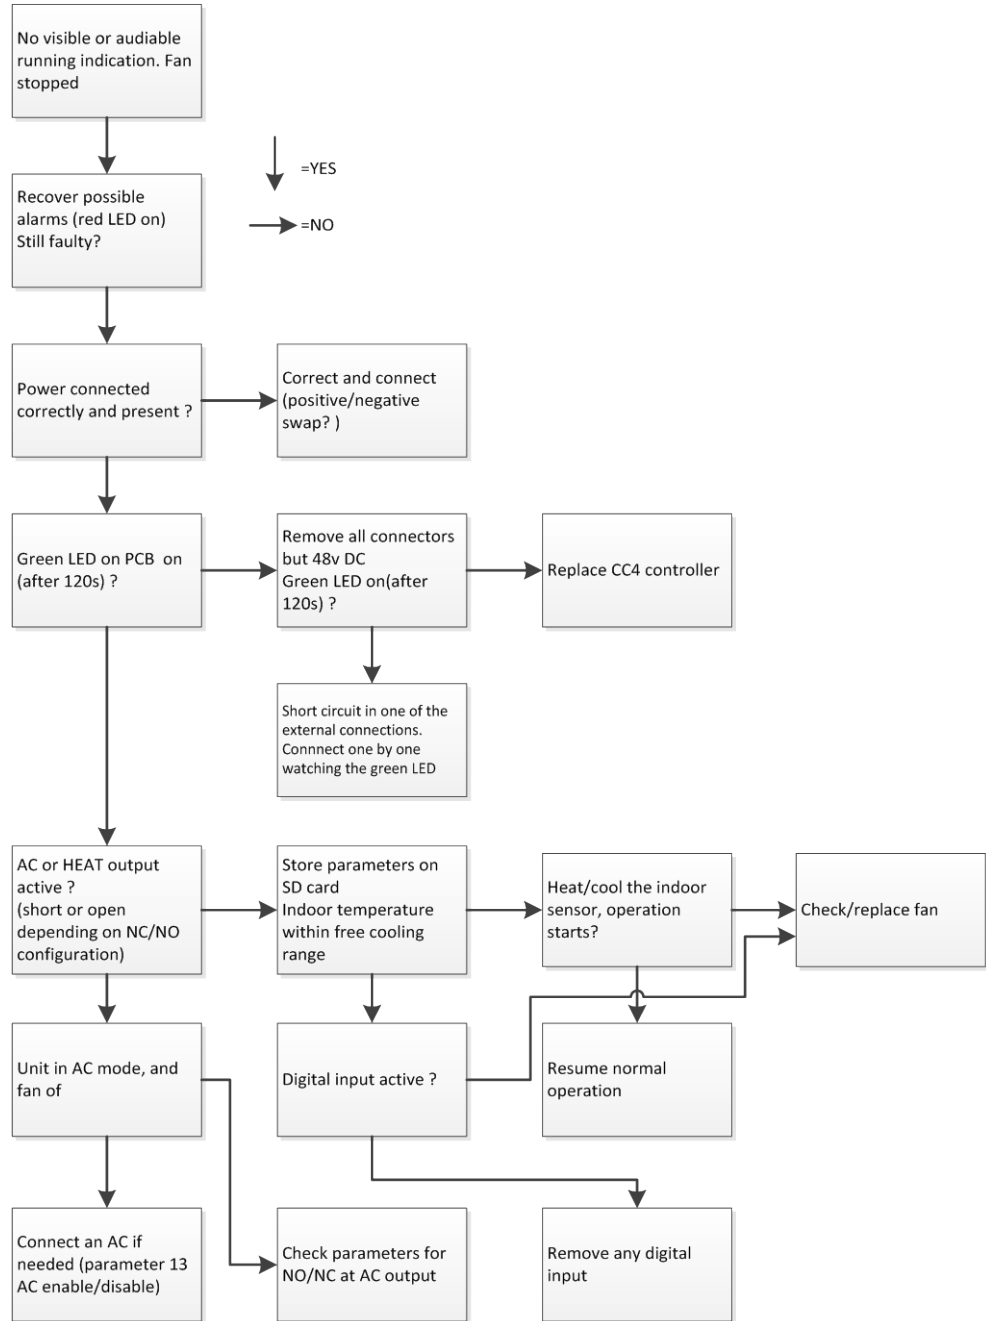 No visible or audiable
running indication. Fan
stopped
=YES
Recover possible
alarms (red LED on)
Still faulty?
=NO
Power connected
correctly and present ?
Correct and connect
(positive/negative
swap? )
Green LED on PCB  on
(after 120s) ?
Remove all connectors
but 48v DC
Green LED on(after
120s) ?
Replace CC4 controller
Short circuit in one of the
external connections.
Connnect one by one
watching the green LED
AC or HEAT output
active ?
(short or open
depending on NC/NO
configuration)
Store parameters on
SD card
Indoor temperature
within free cooling
range
Heat/cool the indoor
sensor, operation
starts?
Check/replace fan
Unit in AC mode, and
fan of
Digital input active ?
Resume normal
operation
Connect an AC if
needed (parameter 13
AC enable/disable)
Check parameters for
NO/NC at AC output
Remove any digital
input